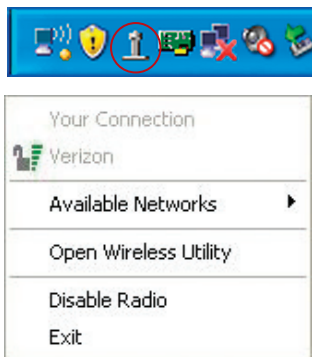 Your Connection
Verizon
Available Networks
Open Wireless Utility
Disable Radio
Exit